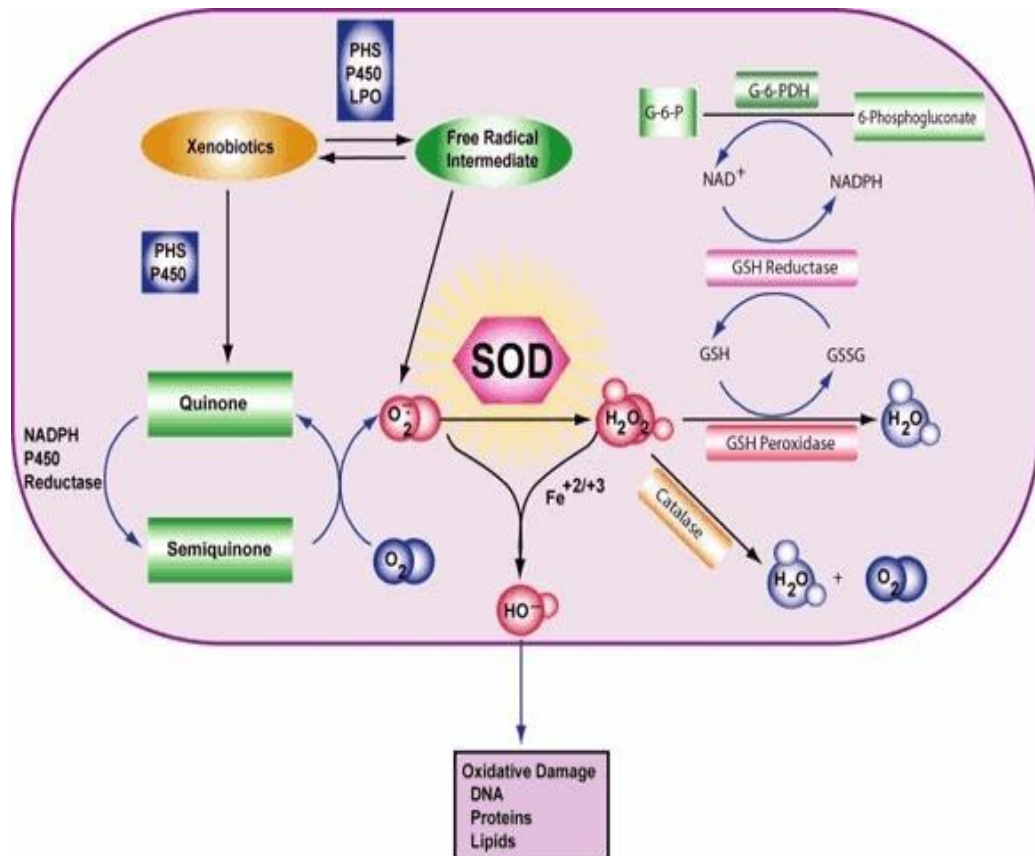 PHS
P450
LPO
Xenobiotics
Free Radical
Intermediate
G-6-P
G-6-PDH
6-Phosphogluconate
NAD+
NADPH
PHS
P450
GSH Reductase
GSH
GSSG
SOD
Quinone
O2-
H2O2
H2O
GSH Peroxidase
NADPH
P450
Reductase
Fe+2/+3
Catalase
Semiquinone
O2
H2O + O2
HO–
Oxidative Damage
DNA
Proteins
Lipids